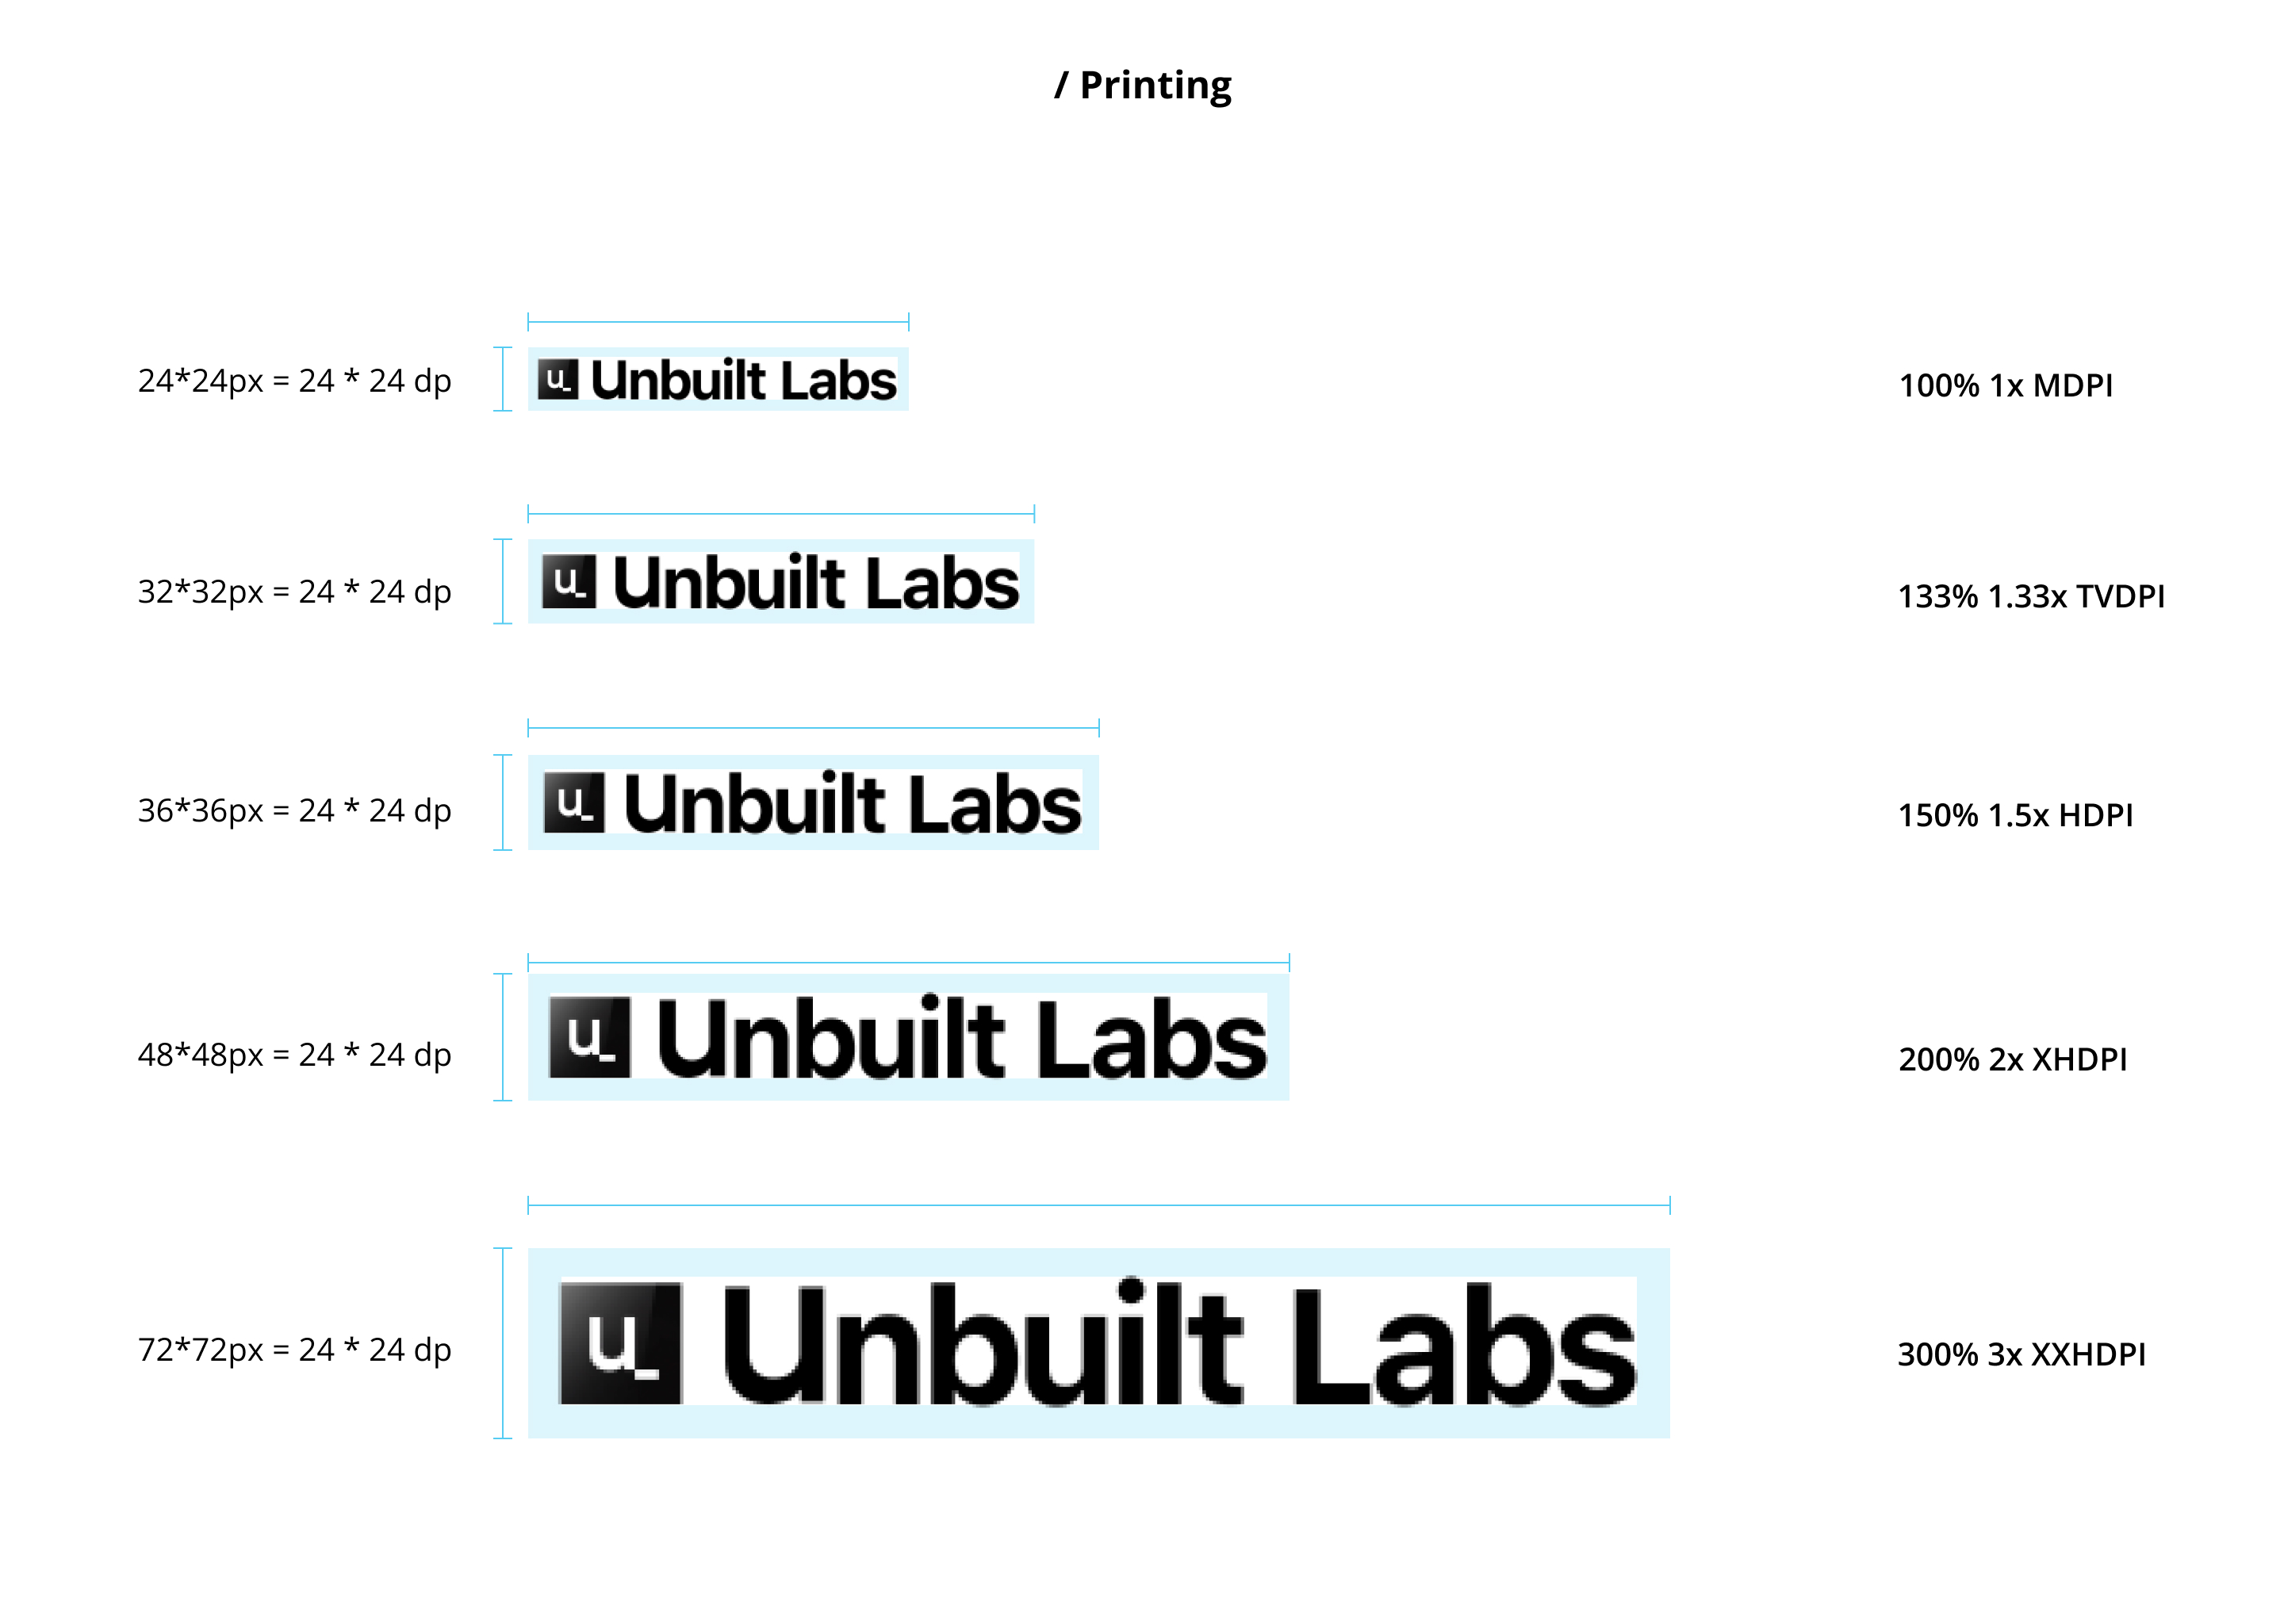 / Printing
24*24px = 24 * 24 dp
u_ Unbuilt Labs
100% 1x MDPI
32*32px = 24 * 24 dp
u_ Unbuilt Labs
133% 1.33x TVDPI
36*36px = 24 * 24 dp
u_ Unbuilt Labs
150% 1.5x HDPI
48*48px = 24 * 24 dp
u_ Unbuilt Labs
200% 2x XHDPI
72*72px = 24 * 24 dp
u_ Unbuilt Labs
300% 3x XXHDPI